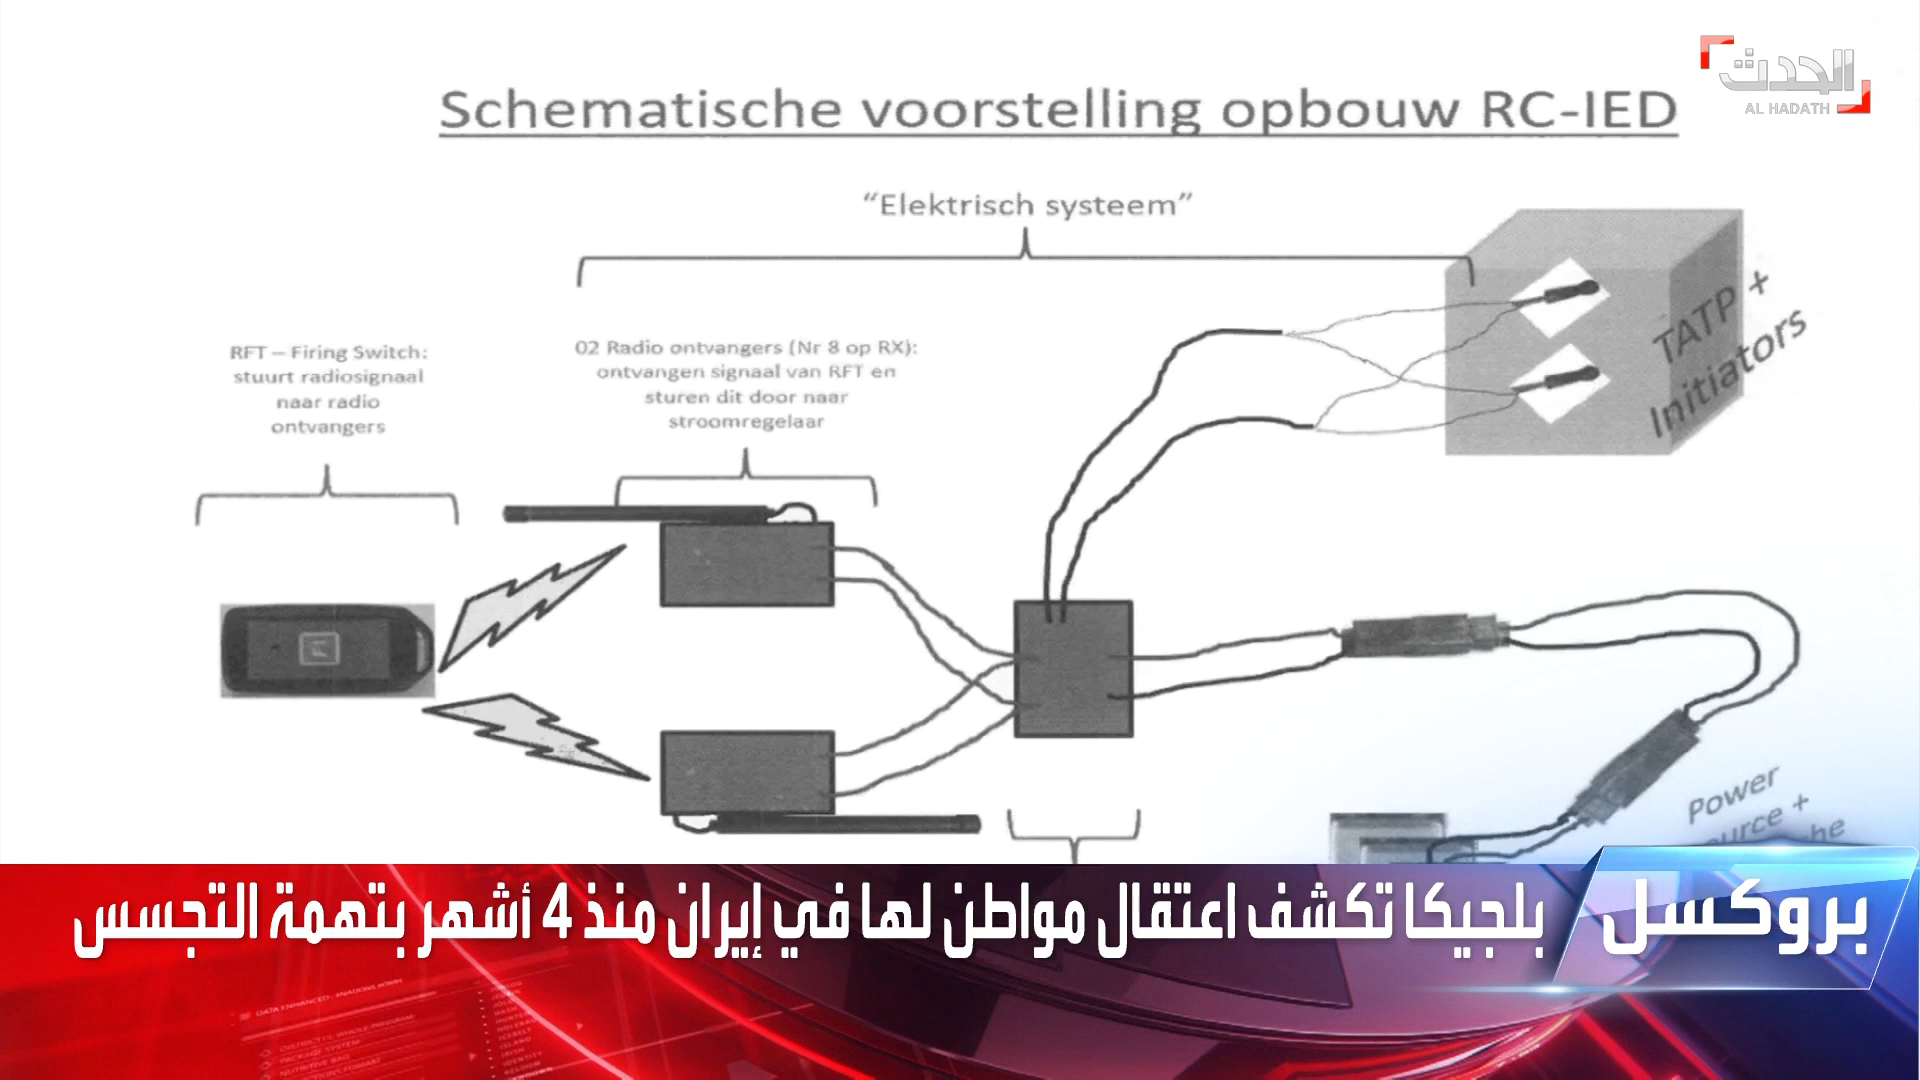 الحدث
AL HADATH
Schematische voorstelling opbouw RC-IED
“Elektrisch systeem”
RFT – Firing Switch:
stuurt radiosignaal
naar radio
ontvangers
02 Radio ontvangers (Nr 8 op RX):
ontvangen signaal van RFT en
sturen dit door naar
stroomregelaar
TATP +
Initiators
F1
Power
بروكسل
بلجيكا تكشف اعتقال مواطن لها في إيران منذ 4 أشهر بتهمة التجسس